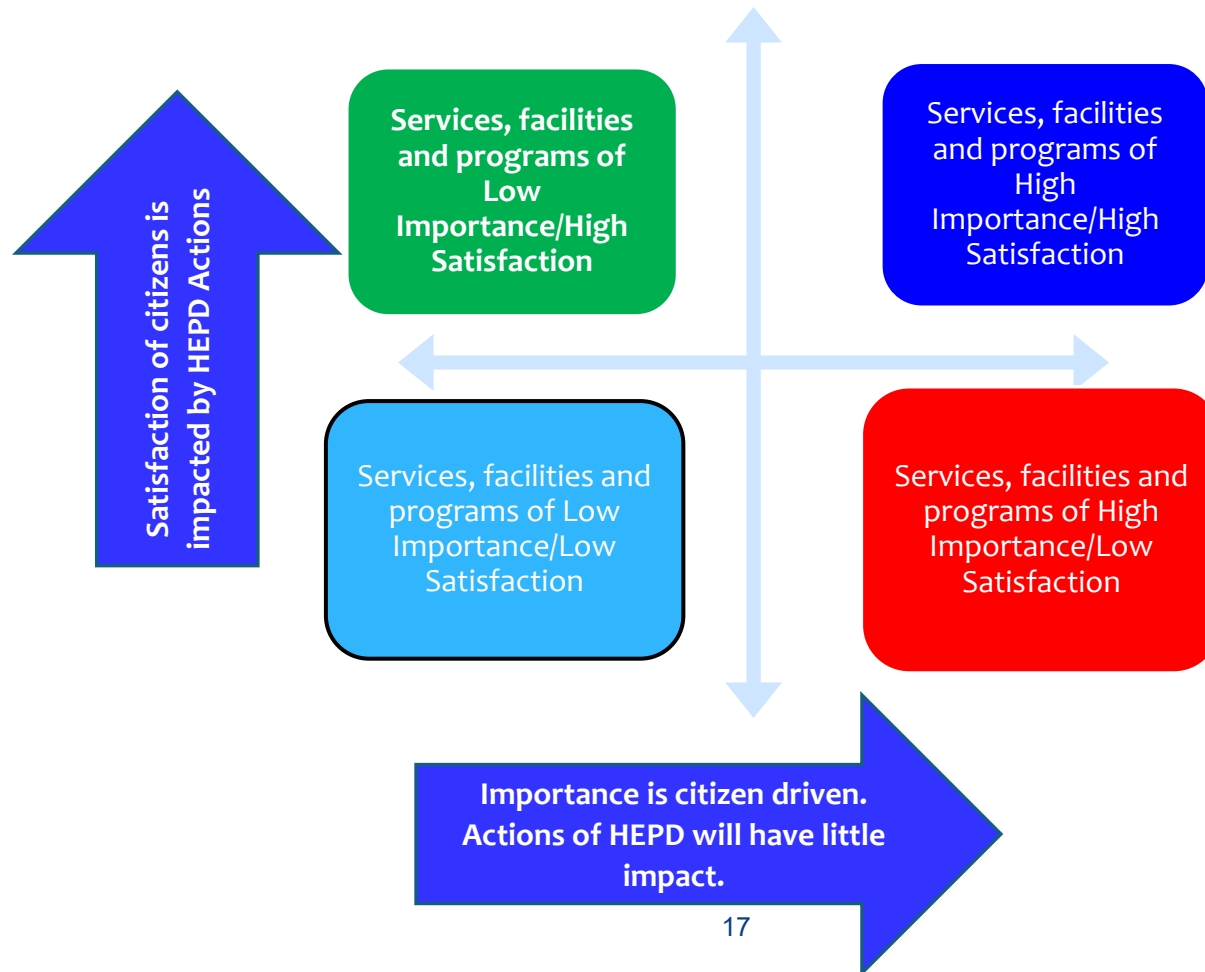 Services, facilities
and programs of
Low
Importance/High
Satisfaction
Services, facilities
and programs of
High
Importance/High
Satisfaction
Satisfaction of citizens is
impacted by HEPD Actions
Services, facilities and
programs of Low
Importance/Low
Satisfaction
Services, facilities and
programs of High
Importance/Low
Satisfaction
Importance is citizen driven.
Actions of HEPD will have little
impact.
17